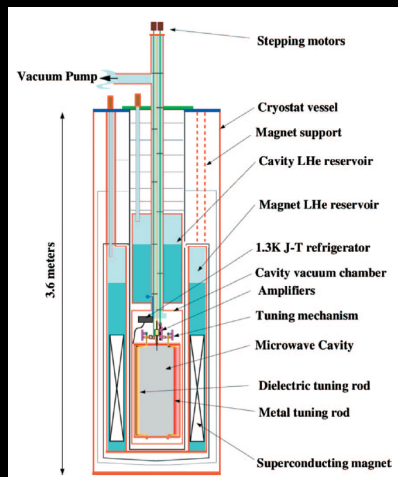 Stepping motors
Vacuum Pump
Cryostat vessel
Magnet support
Cavity LHe reservoir
Magnet LHe reservoir
1.3K J-T refrigerator
Cavity vacuum chamber
Amplifiers
Tuning mechanism
Microwave Cavity
Dielectric tuning rod
Metal tuning rod
Superconducting magnet
3.6 meters